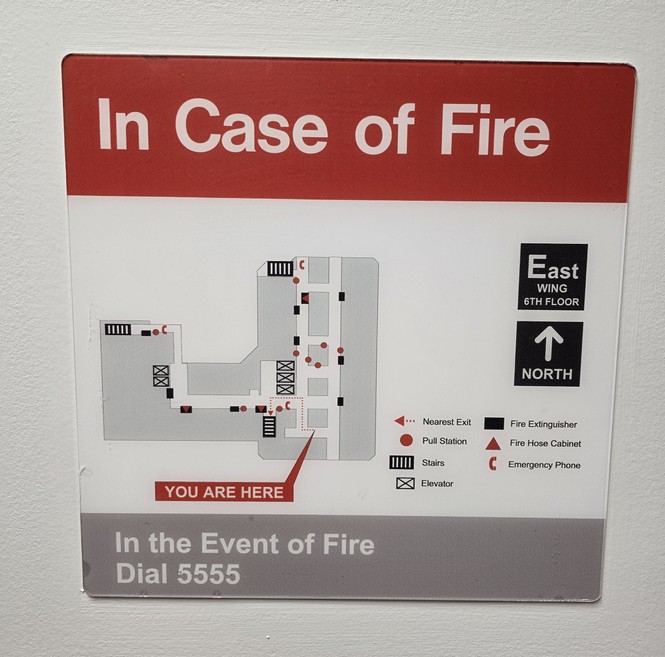 In Case of Fire
East
WING
6TH FLOOR
NORTH
Nearest Exit
Pull Station
Stairs
Elevator
Fire Extinguisher
Fire Hose Cabinet
Emergency Phone
YOU ARE HERE
In the Event of Fire
Dial 5555